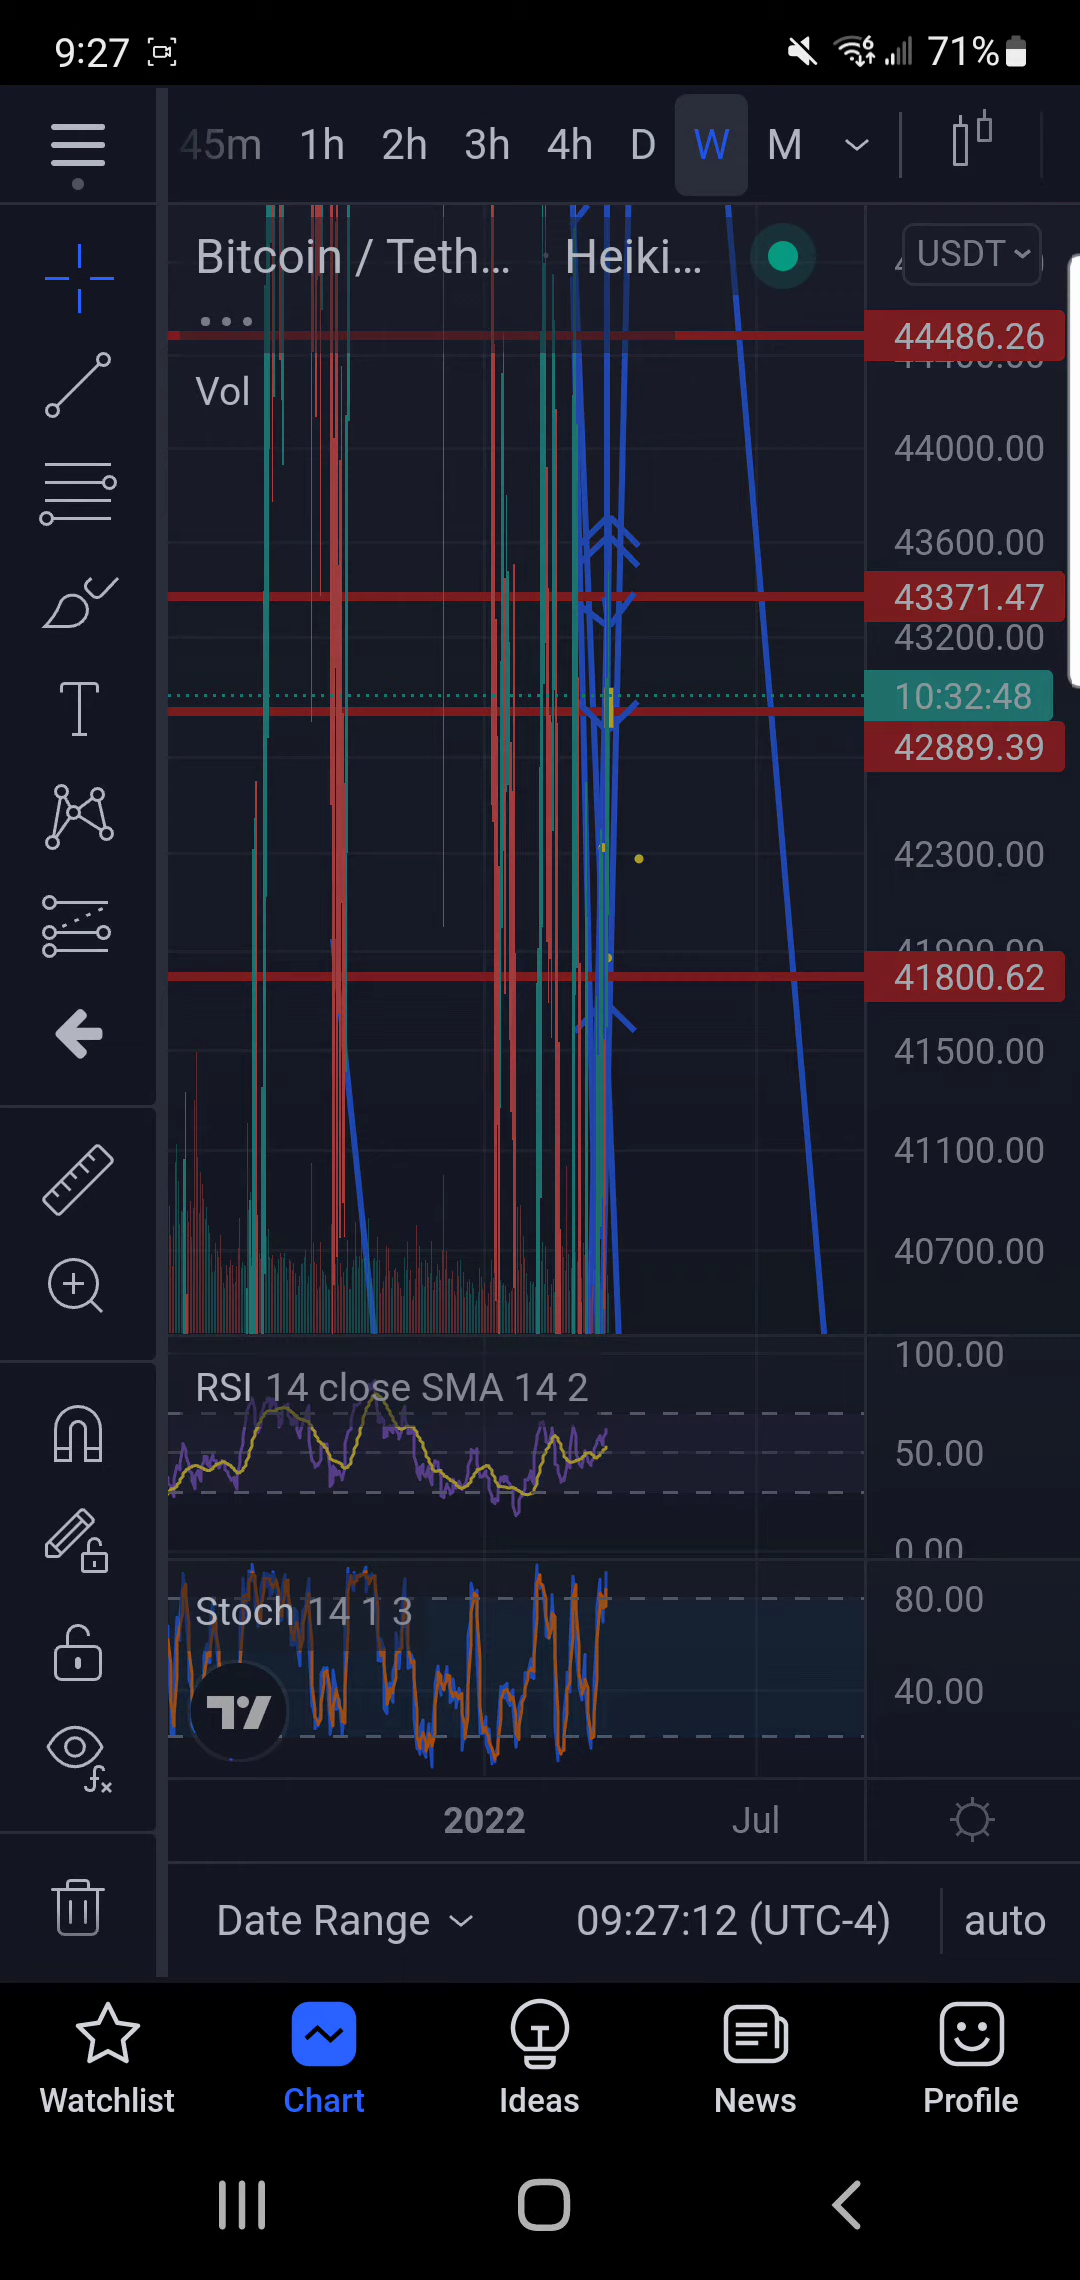 9:27 71%
45m 1h 2h 3h 4h D W M
Bitcoin / Teth... · Heiki...
USDT
44486.26
Vol
44000.00
43600.00
43371.47
43200.00
10:32:48
42889.39
42300.00
41900.00
41800.62
41500.00
41100.00
40700.00
RSI 14 close SMA 14 2
100.00
50.00
0.00
Stoch 14 1 3
80.00
40.00
2022 Jul
Date Range 09:27:12 (UTC-4) auto
Watchlist Chart Ideas News Profile